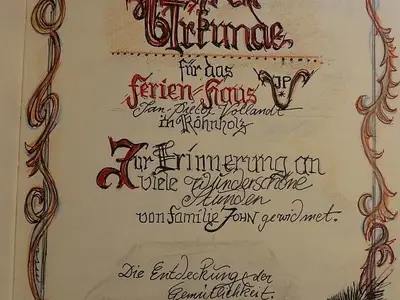 Urkunde
für das
Ferien-Haus
Jan-Dieter Vollandt
in Röhnholz
Zur Erinnerung an
viele wunderschöne
Stunden
von Familie JOHN gewidmet.
Die Entdeckung der
Gemütlichkeit.